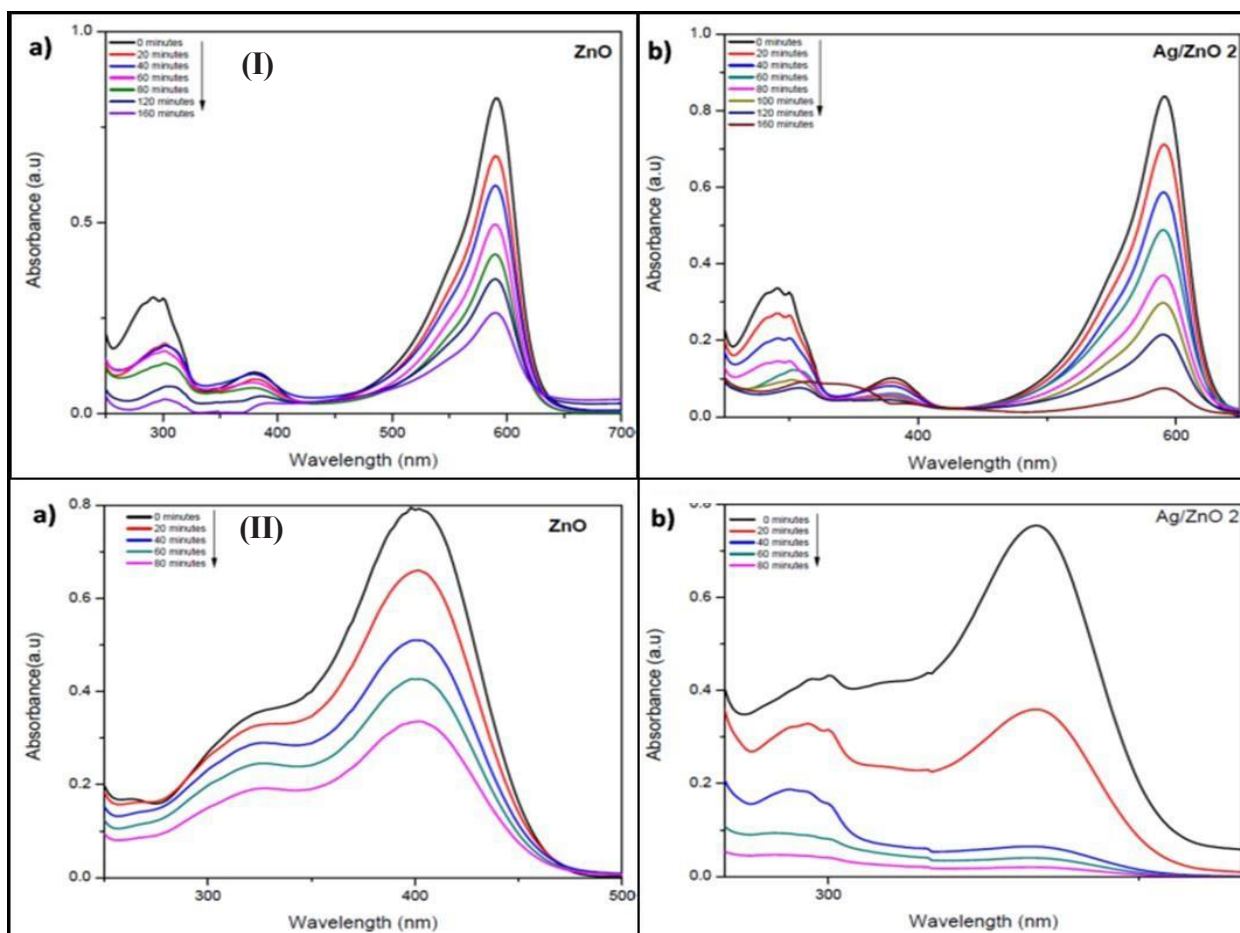 a)
(I)
ZnO
0 minutes
20 minutes
40 minutes
60 minutes
80 minutes
120 minutes
160 minutes
1.0
0.5
0.0
Absorbance (a.u)
300
400
500
600
700
Wavelength (nm)
b)
Ag/ZnO 2
0 minutes
20 minutes
40 minutes
60 minutes
80 minutes
100 minutes
120 minutes
160 minutes
1.0
0.8
0.6
0.4
0.2
0.0
Absorbance (a.u)
400
600
Wavelength (nm)
a)
(II)
ZnO
0 minutes
20 minutes
40 minutes
60 minutes
80 minutes
0.8
0.6
0.4
0.2
0.0
Absorbance(a.u)
300
400
500
Wavelength (nm)
b)
Ag/ZnO 2
0 minutes
20 minutes
40 minutes
60 minutes
80 minutes
0.8
0.6
0.4
0.2
0.0
Absorbance (a.u)
300
Wavelength (nm)